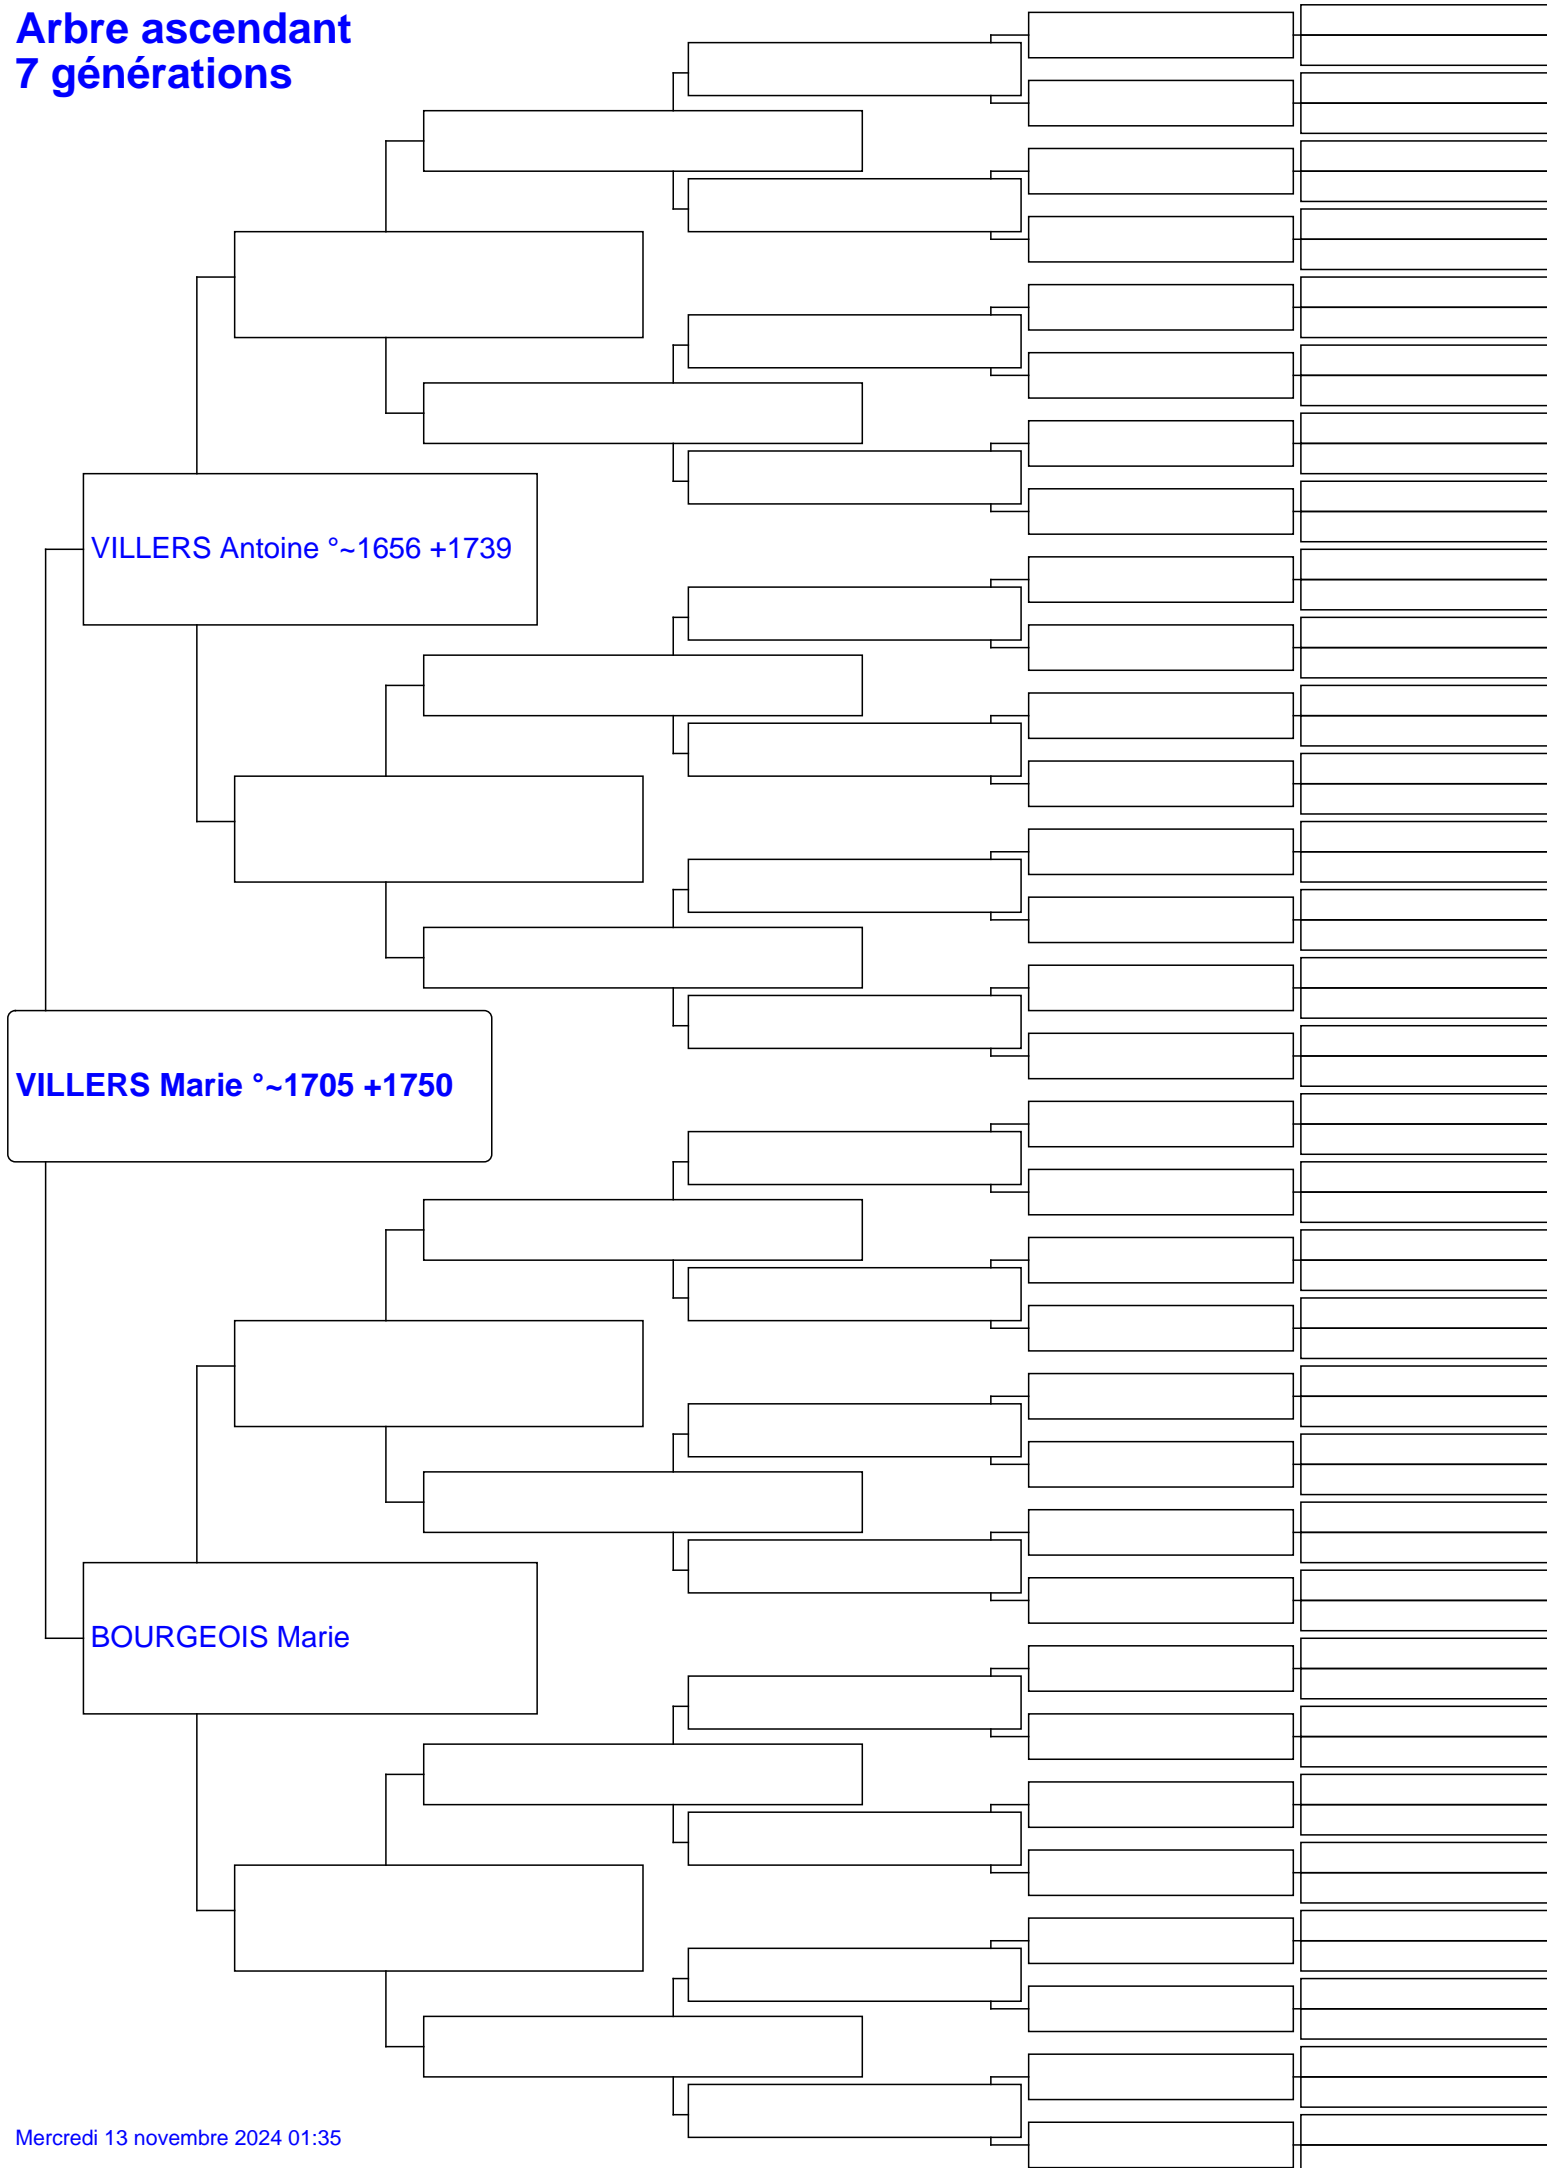 Arbre ascendant
7 générations
VILLERS Antoine °~1656 +1739
VILLERS Marie °~1705 +1750
BOURGEOIS Marie
Mercredi 13 novembre 2024 01:35